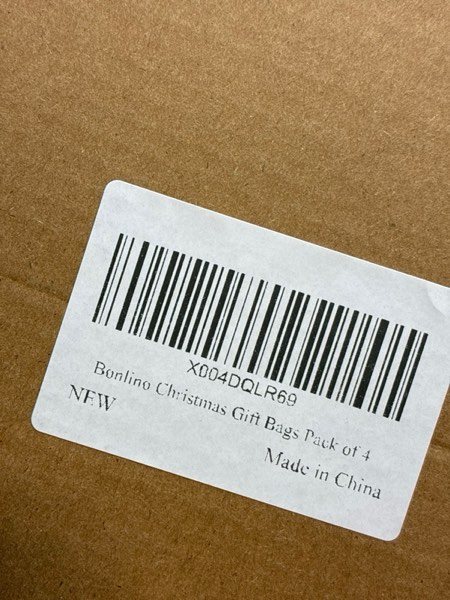 X004DQLR69
Bonlino Christmas Gift Bags Pack of 4
NEW
Made in China